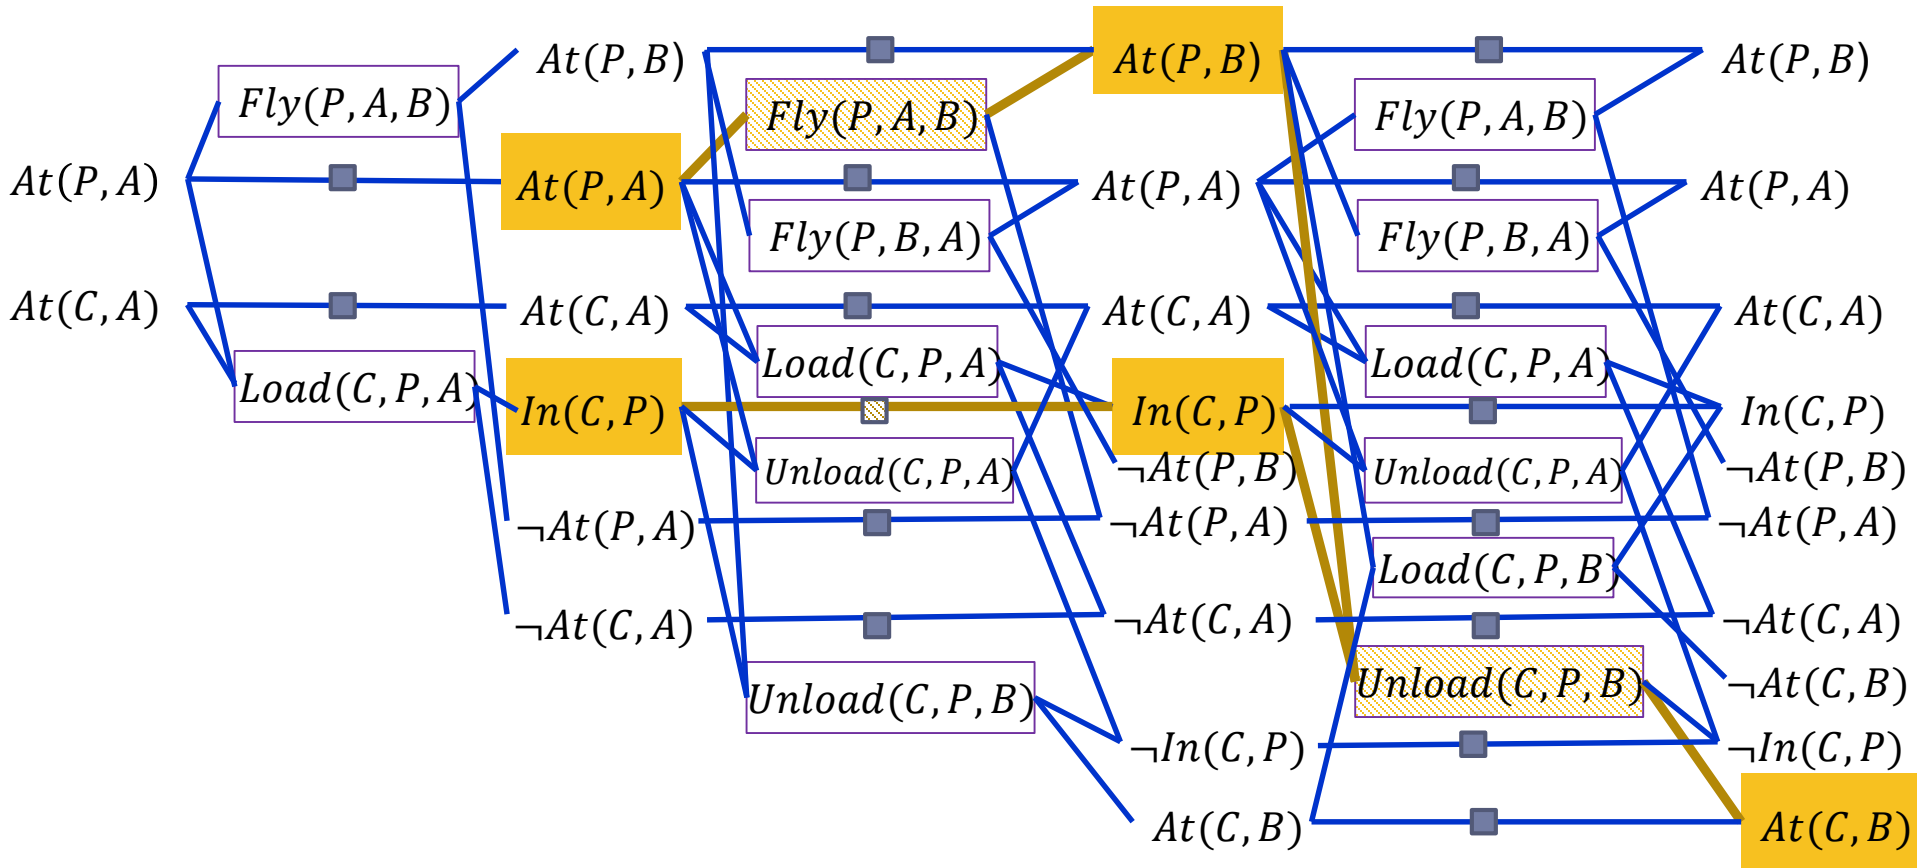 At(P,A)
At(C,A)
Fly(P,A,B)
Load(C,P,A)
At(P,B)
At(P,A)
At(C,A)
In(C,P)
¬At(P,A)
¬At(C,A)
Fly(P,A,B)
Fly(P,B,A)
Load(C,P,A)
Unload(C,P,A)
Unload(C,P,B)
At(P,B)
At(P,A)
At(C,A)
In(C,P)
¬At(P,B)
¬At(P,A)
¬At(C,A)
¬In(C,P)
At(C,B)
Fly(P,A,B)
Fly(P,B,A)
Load(C,P,A)
Unload(C,P,A)
Load(C,P,B)
Unload(C,P,B)
At(P,B)
At(P,A)
At(C,A)
In(C,P)
¬At(P,B)
¬At(P,A)
¬At(C,A)
¬At(C,B)
¬In(C,P)
At(C,B)